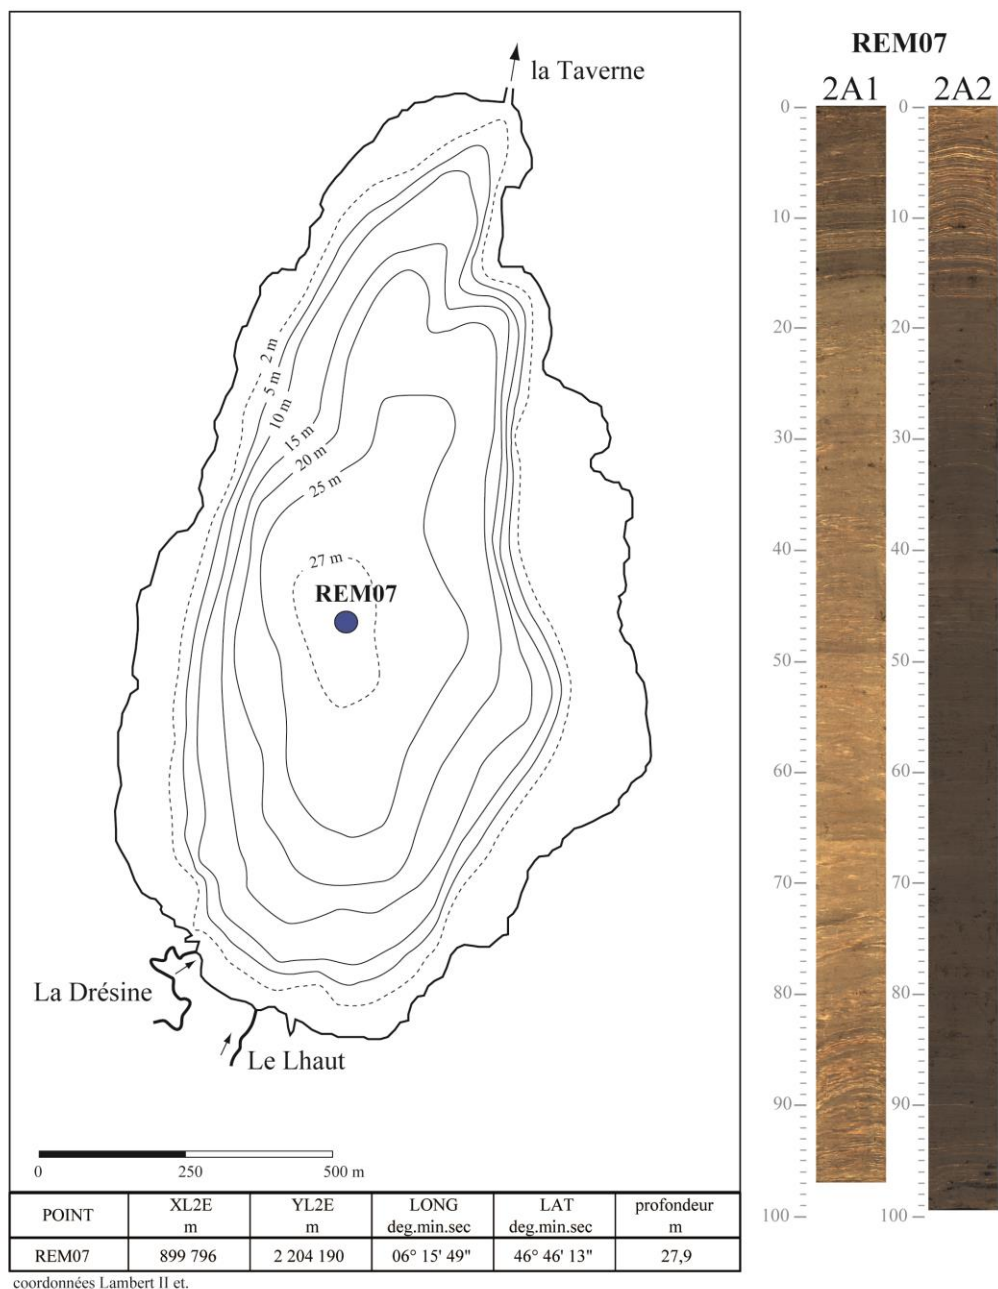 la Taverne
2 m
5 m
10 m
15 m
20 m
25 m
27 m
REM07
La Drésine
Le Lhaut
0 250 500 m
POINT XL2E m YL2E m LONG deg.min.sec LAT deg.min.sec profondeur m
REM07 899 796 2 204 190 06° 15' 49" 46° 46' 13" 27,9
coordonnées Lambert II et.
REM07
2A1 2A2
0 0
10 10
20 20
30 30
40 40
50 50
60 60
70 70
80 80
90 90
100 100